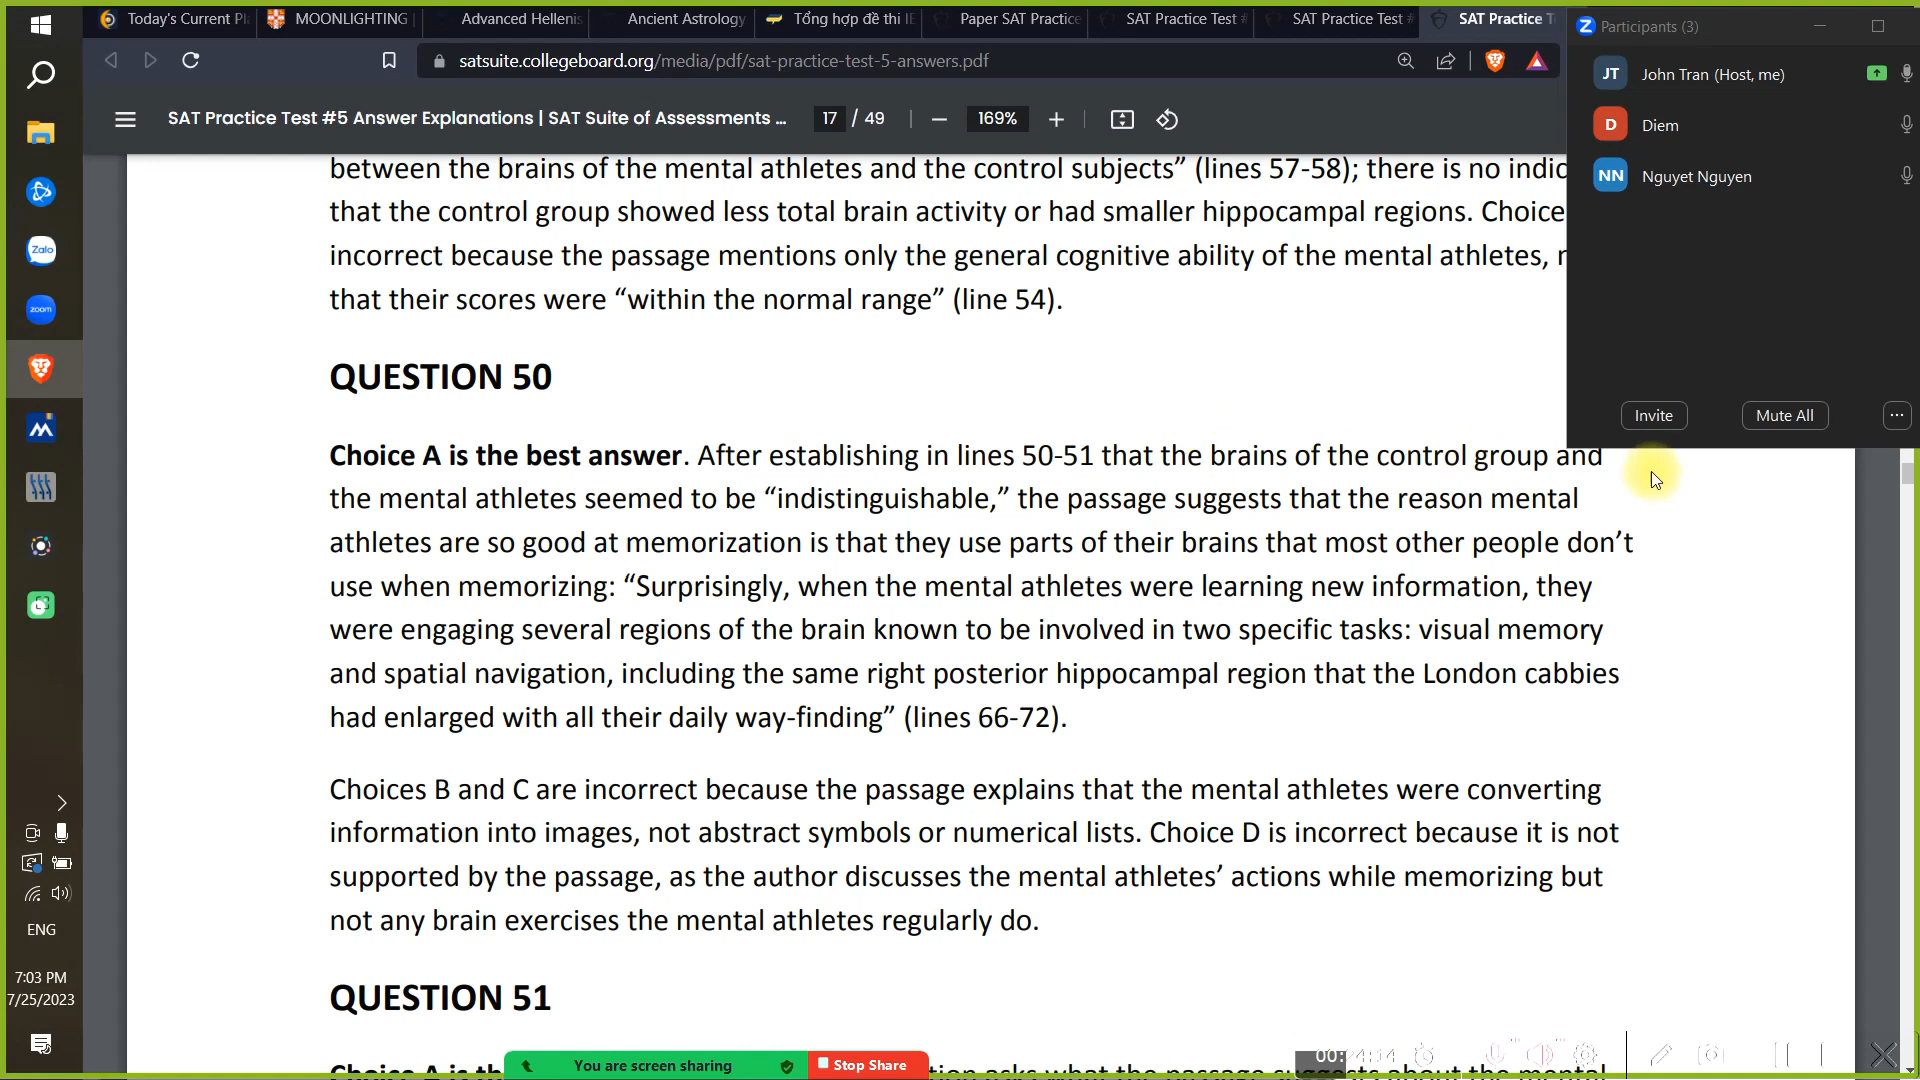 Today's Current Pl
MOONLIGHTING
Advanced Hellenis
Ancient Astrology
Tổng hợp đề thi IE
Paper SAT Practice
SAT Practice Test #
SAT Practice Test #
SAT Practice T
Participants (3)
satsuite.collegeboard.org/media/pdf/sat-practice-test-5-answers.pdf
JT John Tran (Host, me)
SAT Practice Test #5 Answer Explanations | SAT Suite of Assessments ...
17 / 49
169%
D Diem
NN Nguyet Nguyen
Zalo
zoom
between the brains of the mental athletes and the control subjects” (lines 57-58); there is no indic
that the control group showed less total brain activity or had smaller hippocampal regions. Choice
incorrect because the passage mentions only the general cognitive ability of the mental athletes, n
that their scores were “within the normal range” (line 54).
Invite
Mute All
QUESTION 50
Choice A is the best answer. After establishing in lines 50-51 that the brains of the control group and
the mental athletes seemed to be “indistinguishable,” the passage suggests that the reason mental
athletes are so good at memorization is that they use parts of their brains that most other people don’t
use when memorizing: “Surprisingly, when the mental athletes were learning new information, they
were engaging several regions of the brain known to be involved in two specific tasks: visual memory
and spatial navigation, including the same right posterior hippocampal region that the London cabbies
had enlarged with all their daily way-finding” (lines 66-72).
Choices B and C are incorrect because the passage explains that the mental athletes were converting
information into images, not abstract symbols or numerical lists. Choice D is incorrect because it is not
supported by the passage, as the author discusses the mental athletes’ actions while memorizing but
not any brain exercises the mental athletes regularly do.
QUESTION 51
ENG
7:03 PM
7/25/2023
You are screen sharing
Stop Share
00:24:14